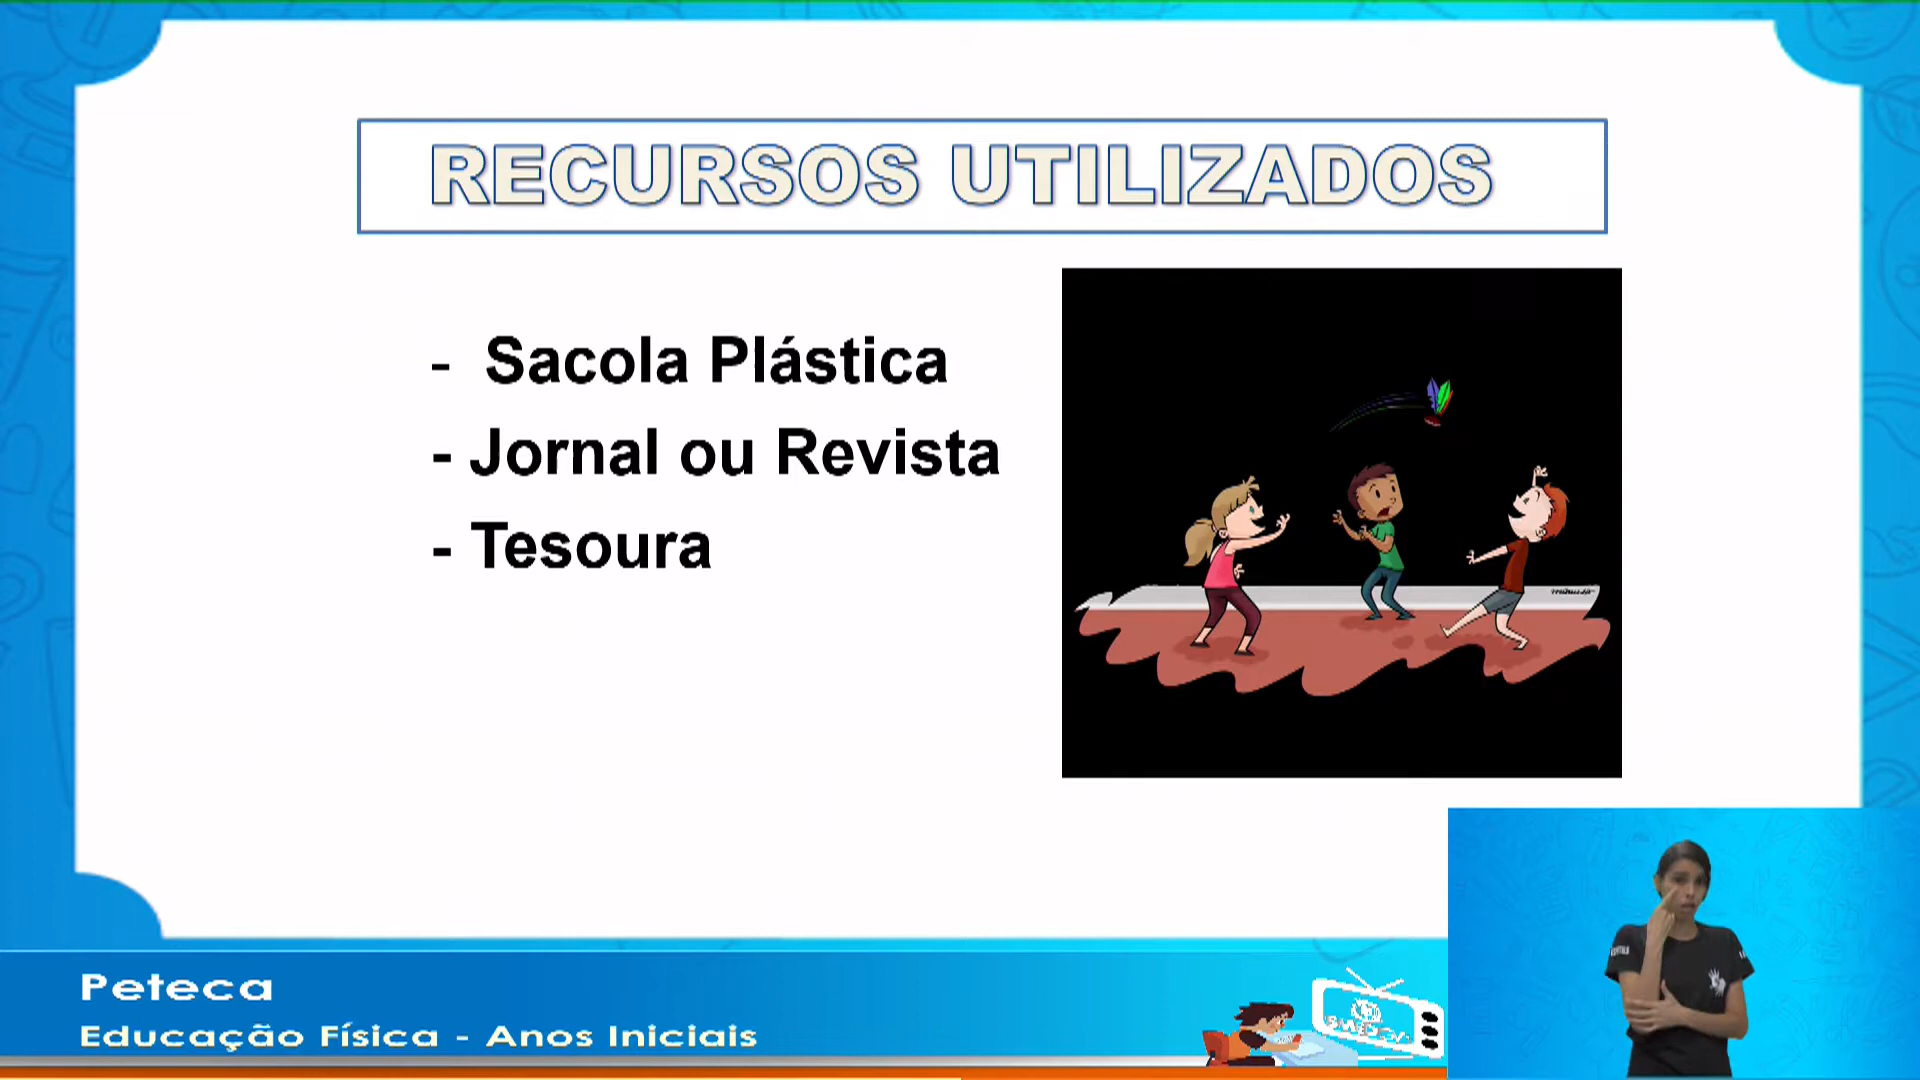 RECURSOS UTILIZADOS
- Sacola Plástica
- Jornal ou Revista
- Tesoura
Peteca
Educação Física - Anos Iniciais